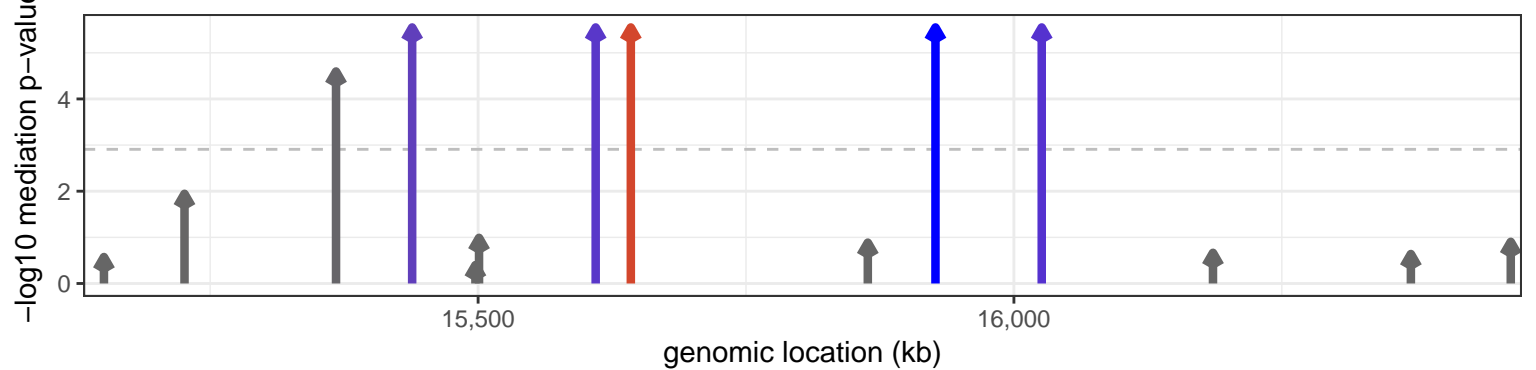 −log10 mediation p−value
4
2
0
15,500
16,000
genomic location (kb)